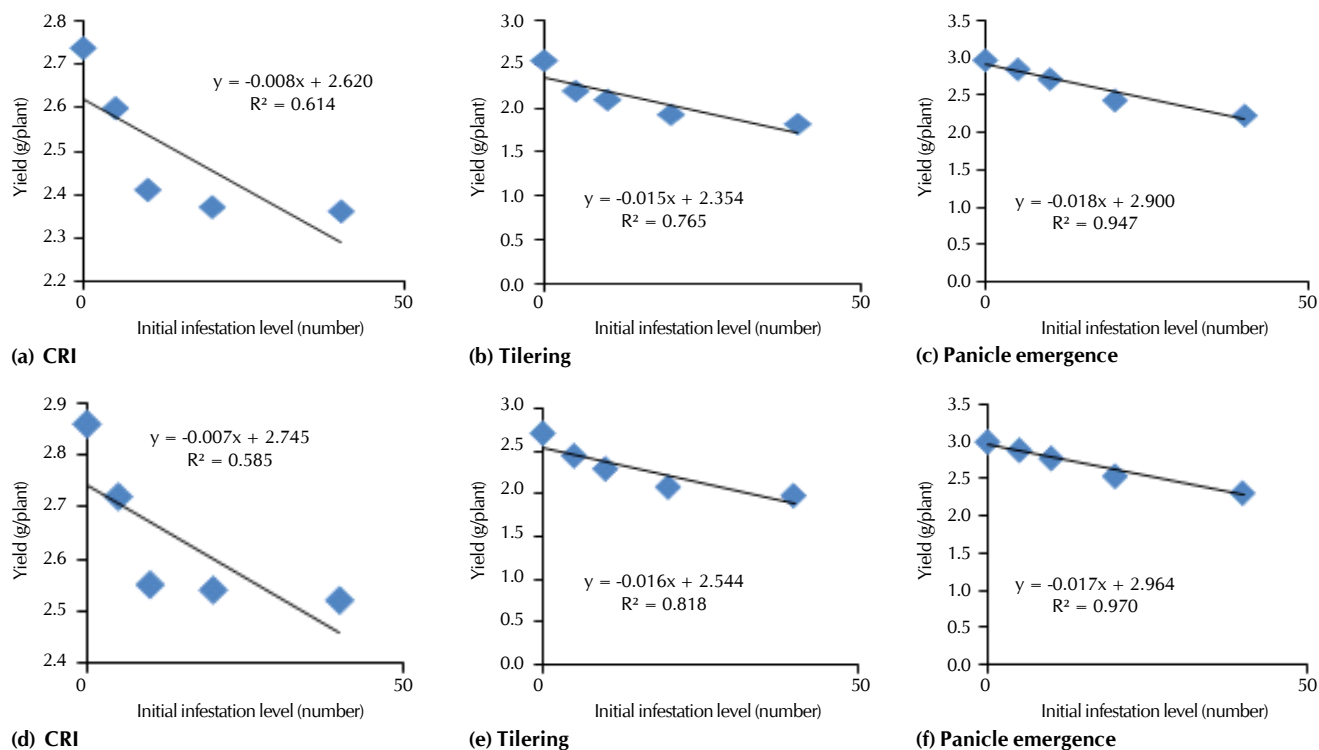 2.8
2.7
2.6
2.5
2.4
2.3
2.2
Yield (g/plant)
y = -0.008x + 2.620
R² = 0.614
0
50
Initial infestation level (number)
(a) CRI
3.0
2.5
2.0
1.5
1.0
0.5
0.0
Yield (g/plant)
y = -0.015x + 2.354
R² = 0.765
0
50
Initial infestation level (number)
(b) Tilering
3.5
3.0
2.5
2.0
1.5
1.0
0.5
0.0
Yield (g/plant)
y = -0.018x + 2.900
R² = 0.947
0
50
Initial infestation level (number)
(c) Panicle emergence
2.9
2.8
2.7
2.6
2.5
2.4
Yield (g/plant)
y = -0.007x + 2.745
R² = 0.585
0
50
Initial infestation level (number)
(d) CRI
3.0
2.5
2.0
1.5
1.0
0.5
0.0
Yield (g/plant)
y = -0.016x + 2.544
R² = 0.818
0
50
Initial infestation level (number)
(e) Tilering
3.5
3.0
2.5
2.0
1.5
1.0
0.5
0.0
Yield (g/plant)
y = -0.017x + 2.964
R² = 0.970
0
50
Initial infestation level (number)
(f) Panicle emergence